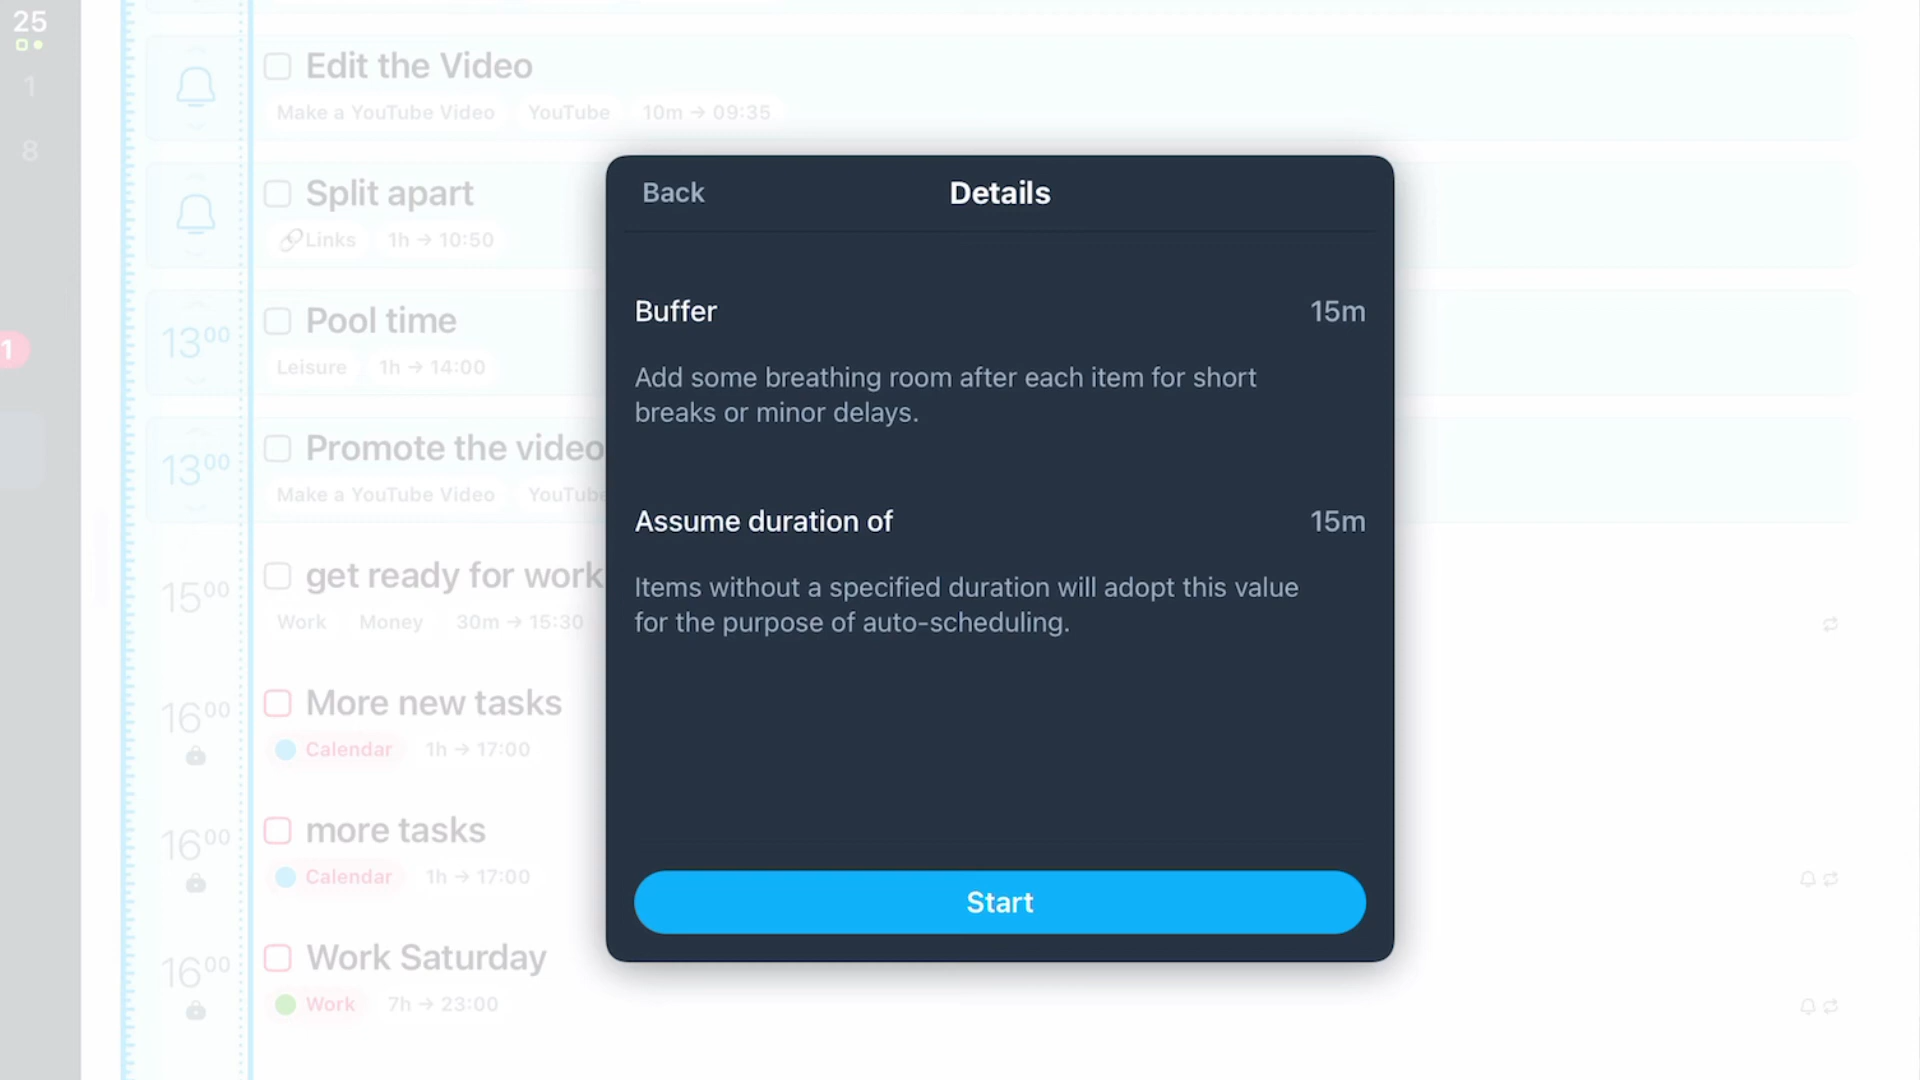 25
1
8
1
Edit the Video
Make a YouTube Video YouTube 10m → 09:35
Split apart
🔗Links 1h → 10:50
13⁰⁰ Pool time
Leisure 1h → 14:00
13⁰⁰ Promote the video
Make a YouTube Video
15⁰⁰ get ready for work
Work Money 30m → 15:30
16⁰⁰ More new tasks
Calendar 1h → 17:00
16⁰⁰ more tasks
Calendar 1h → 17:00
16⁰⁰ Work Saturday
Work 7h → 23:00
Back Details
Buffer 15m
Add some breathing room after each item for short
breaks or minor delays.
Assume duration of 15m
Items without a specified duration will adopt this value
for the purpose of auto-scheduling.
Start